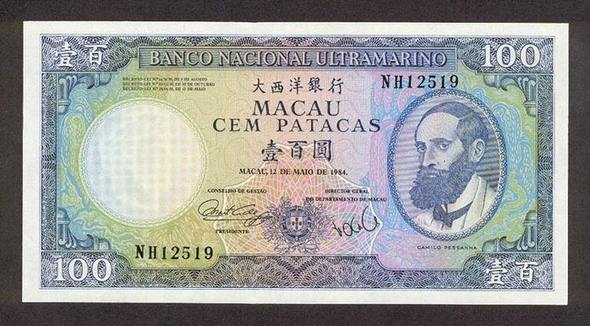 壹百 BANCO NACIONAL ULTRAMARINO 100
大西洋銀行 NH12519
MACAU
CEM PATACAS
壹百圓
MACAU, 12 DE MAIO DE 1984.
CONSELHO DE GESTÃO DIRECTOR GERAL
DO DEPARTAMENTO DE MACAU
PRESIDENTE
CAMILO PESSANHA
NH12519
100 壹百